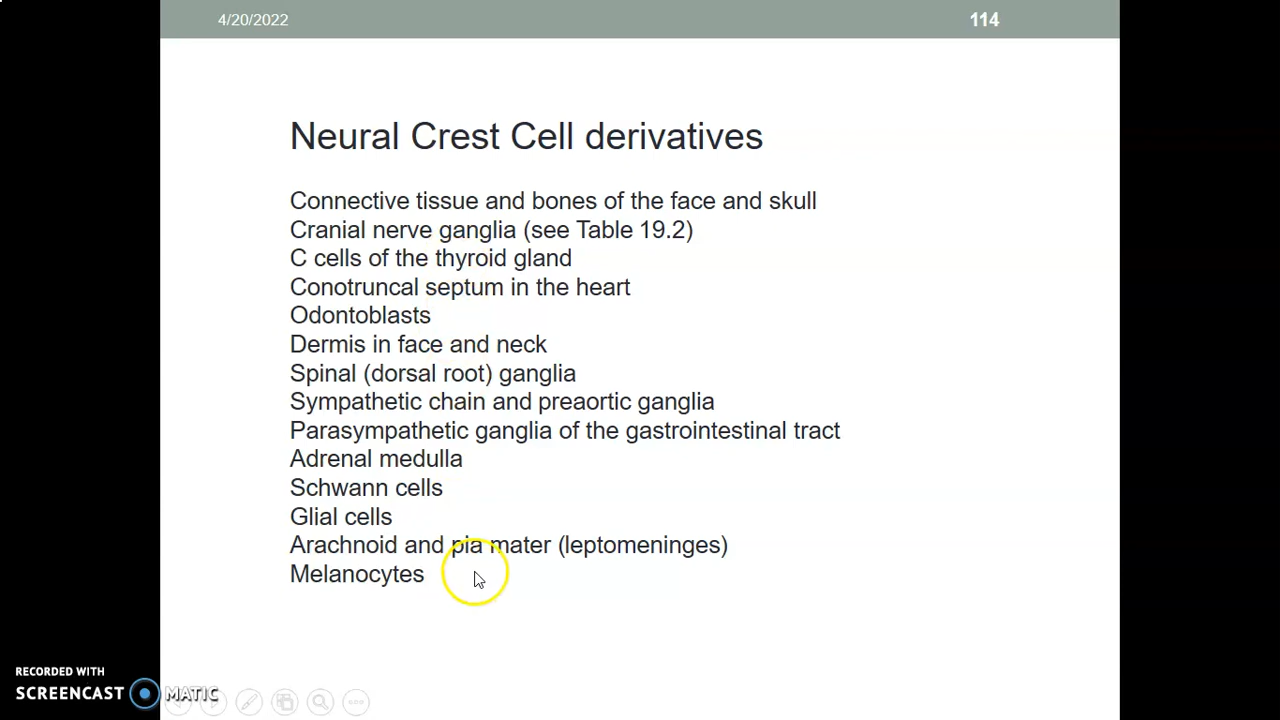 4/20/2022
114
Neural Crest Cell derivatives
Connective tissue and bones of the face and skull
Cranial nerve ganglia (see Table 19.2)
C cells of the thyroid gland
Conotruncal septum in the heart
Odontoblasts
Dermis in face and neck
Spinal (dorsal root) ganglia
Sympathetic chain and preaortic ganglia
Parasympathetic ganglia of the gastrointestinal tract
Adrenal medulla
Schwann cells
Glial cells
Arachnoid and pia mater (leptomeninges)
Melanocytes
RECORDED WITH
SCREENCAST MATIC